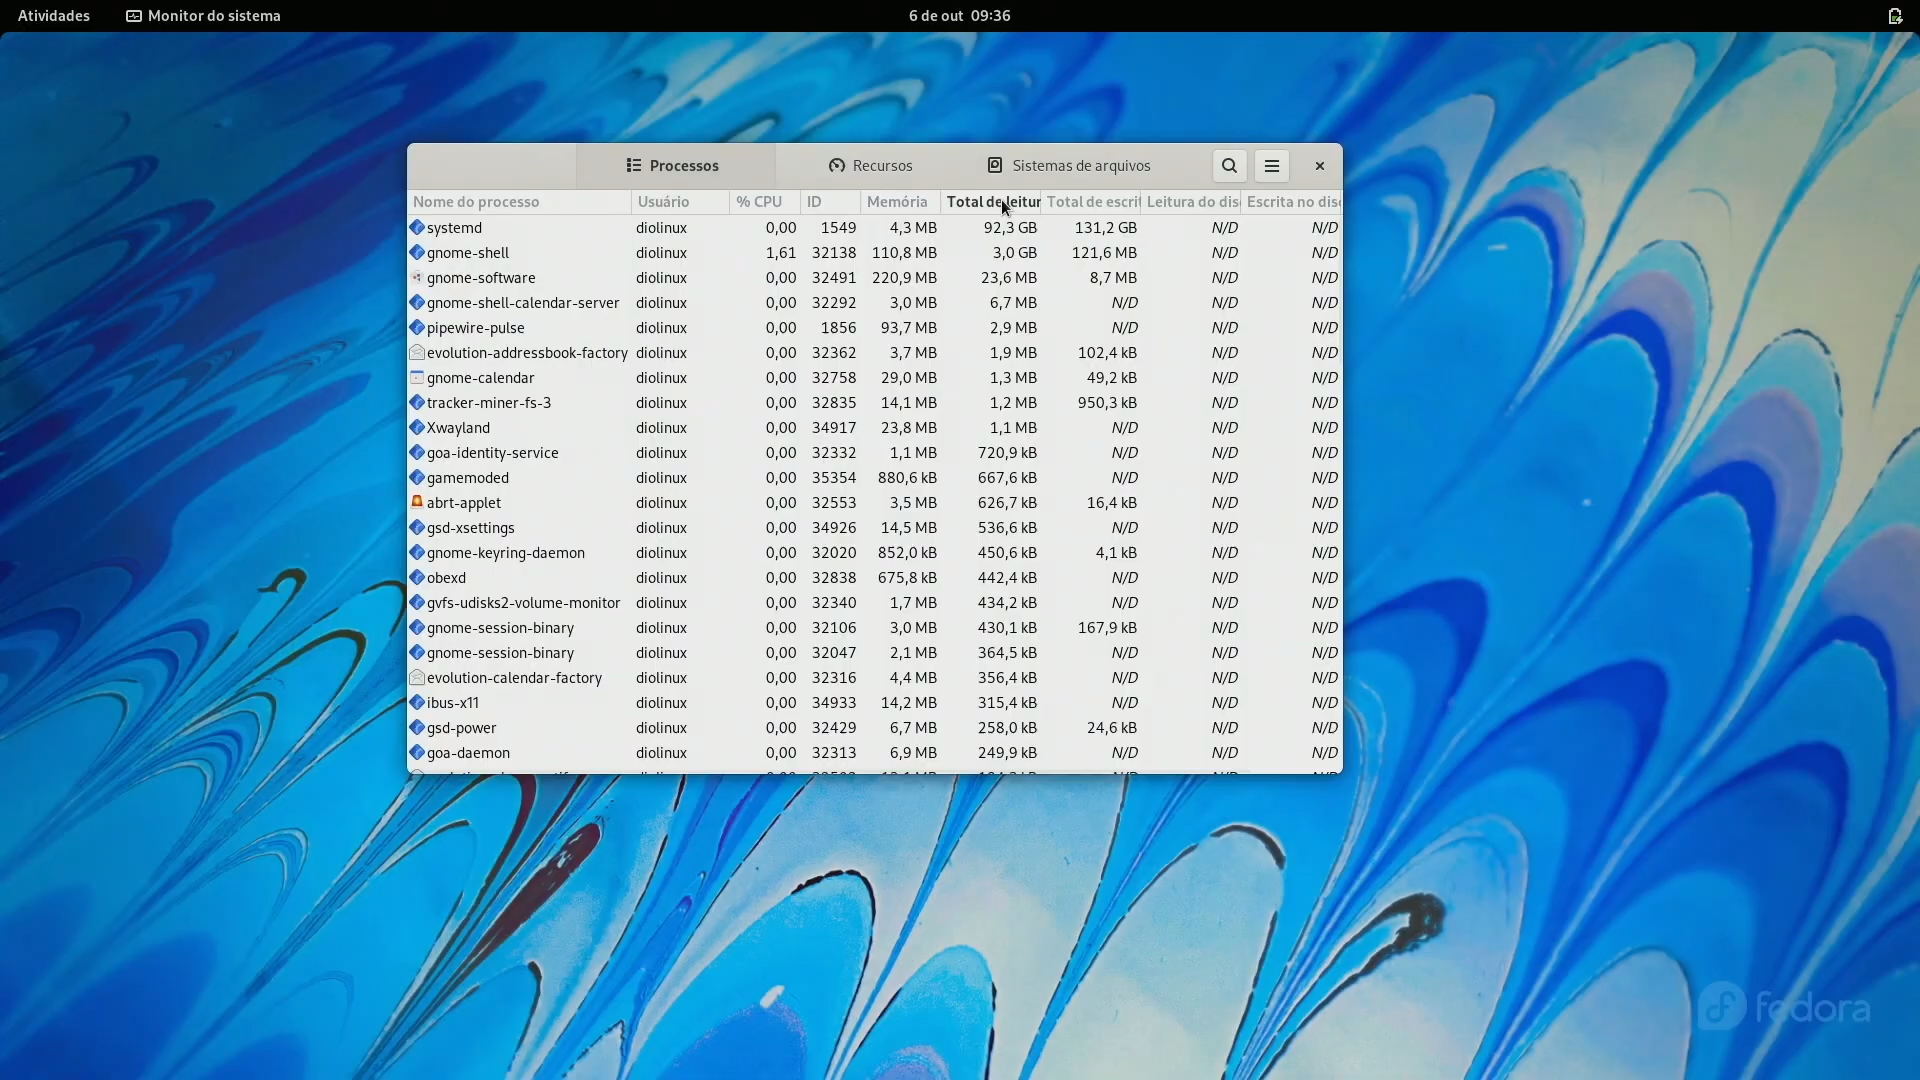 Atividades Monitor do sistema 6 de out 09:36
Processos Recursos Sistemas de arquivos
Nome do processo Usuário % CPU ID Memória Total de leitur Total de escrit Leitura do dis Escrita no dis
systemd diolinux 0,00 1549 4,3 MB 92,3 GB 131,2 GB N/D N/D
gnome-shell diolinux 1,61 32138 110,8 MB 3,0 GB 121,6 MB N/D N/D
gnome-software diolinux 0,00 32491 220,9 MB 23,6 MB 8,7 MB N/D N/D
gnome-shell-calendar-server diolinux 0,00 32292 3,0 MB 6,7 MB N/D N/D N/D
pipewire-pulse diolinux 0,00 1856 93,7 MB 2,9 MB N/D N/D N/D
evolution-addressbook-factory diolinux 0,00 32362 3,7 MB 1,9 MB 102,4 kB N/D N/D
gnome-calendar diolinux 0,00 32758 29,0 MB 1,3 MB 49,2 kB N/D N/D
tracker-miner-fs-3 diolinux 0,00 32835 14,1 MB 1,2 MB 950,3 kB N/D N/D
Xwayland diolinux 0,00 34917 23,8 MB 1,1 MB N/D N/D N/D
goa-identity-service diolinux 0,00 32332 1,1 MB 720,9 kB N/D N/D N/D
gamemoded diolinux 0,00 35354 880,6 kB 667,6 kB N/D N/D N/D
abrt-applet diolinux 0,00 32553 3,5 MB 626,7 kB 16,4 kB N/D N/D
gsd-xsettings diolinux 0,00 34926 14,5 MB 536,6 kB N/D N/D N/D
gnome-keyring-daemon diolinux 0,00 32020 852,0 kB 450,6 kB 4,1 kB N/D N/D
obexd diolinux 0,00 32838 675,8 kB 442,4 kB N/D N/D N/D
gvfs-udisks2-volume-monitor diolinux 0,00 32340 1,7 MB 434,2 kB N/D N/D N/D
gnome-session-binary diolinux 0,00 32106 3,0 MB 430,1 kB 167,9 kB N/D N/D
gnome-session-binary diolinux 0,00 32047 2,1 MB 364,5 kB N/D N/D N/D
evolution-calendar-factory diolinux 0,00 32316 4,4 MB 356,4 kB N/D N/D N/D
ibus-x11 diolinux 0,00 34933 14,2 MB 315,4 kB N/D N/D N/D
gsd-power diolinux 0,00 32429 6,7 MB 258,0 kB 24,6 kB N/D N/D
goa-daemon diolinux 0,00 32313 6,9 MB 249,9 kB N/D N/D N/D
fedora